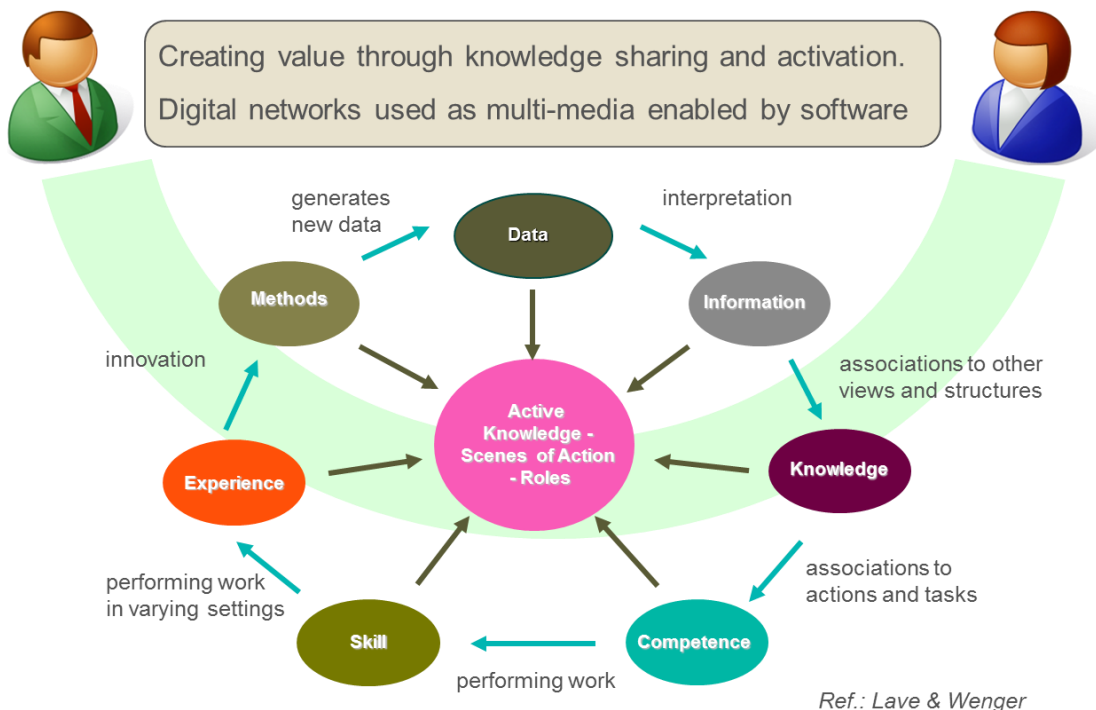 Creating value through knowledge sharing and activation.
Digital networks used as multi-media enabled by software
generates
new data
Data
interpretation
Methods
Information
innovation
associations to other
views and structures
Active
Knowledge -
Scenes of Action
- Roles
Experience
Knowledge
performing work
in varying settings
associations to
actions and tasks
Skill
Competence
performing work
Ref.: Lave & Wenger